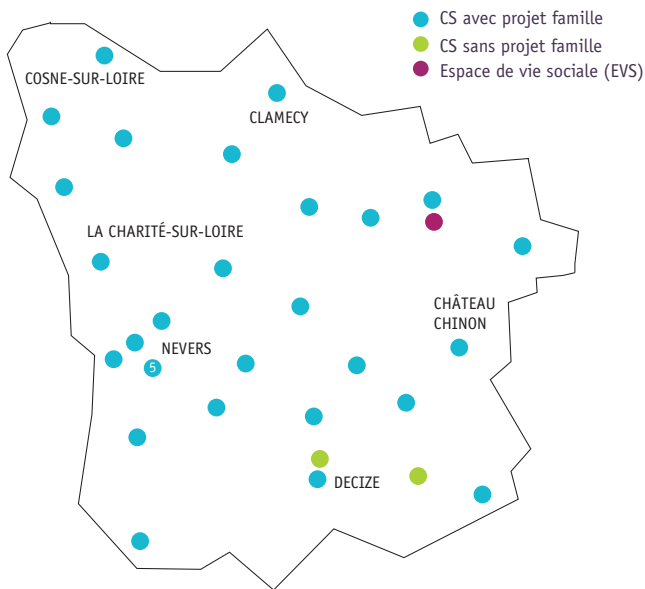 CS avec projet famille
CS sans projet famille
Espace de vie sociale (EVS)
COSNE-SUR-LOIRE
CLAMECY
LA CHARITÉ-SUR-LOIRE
CHÂTEAU
CHINON
NEVERS
5
DECIZE